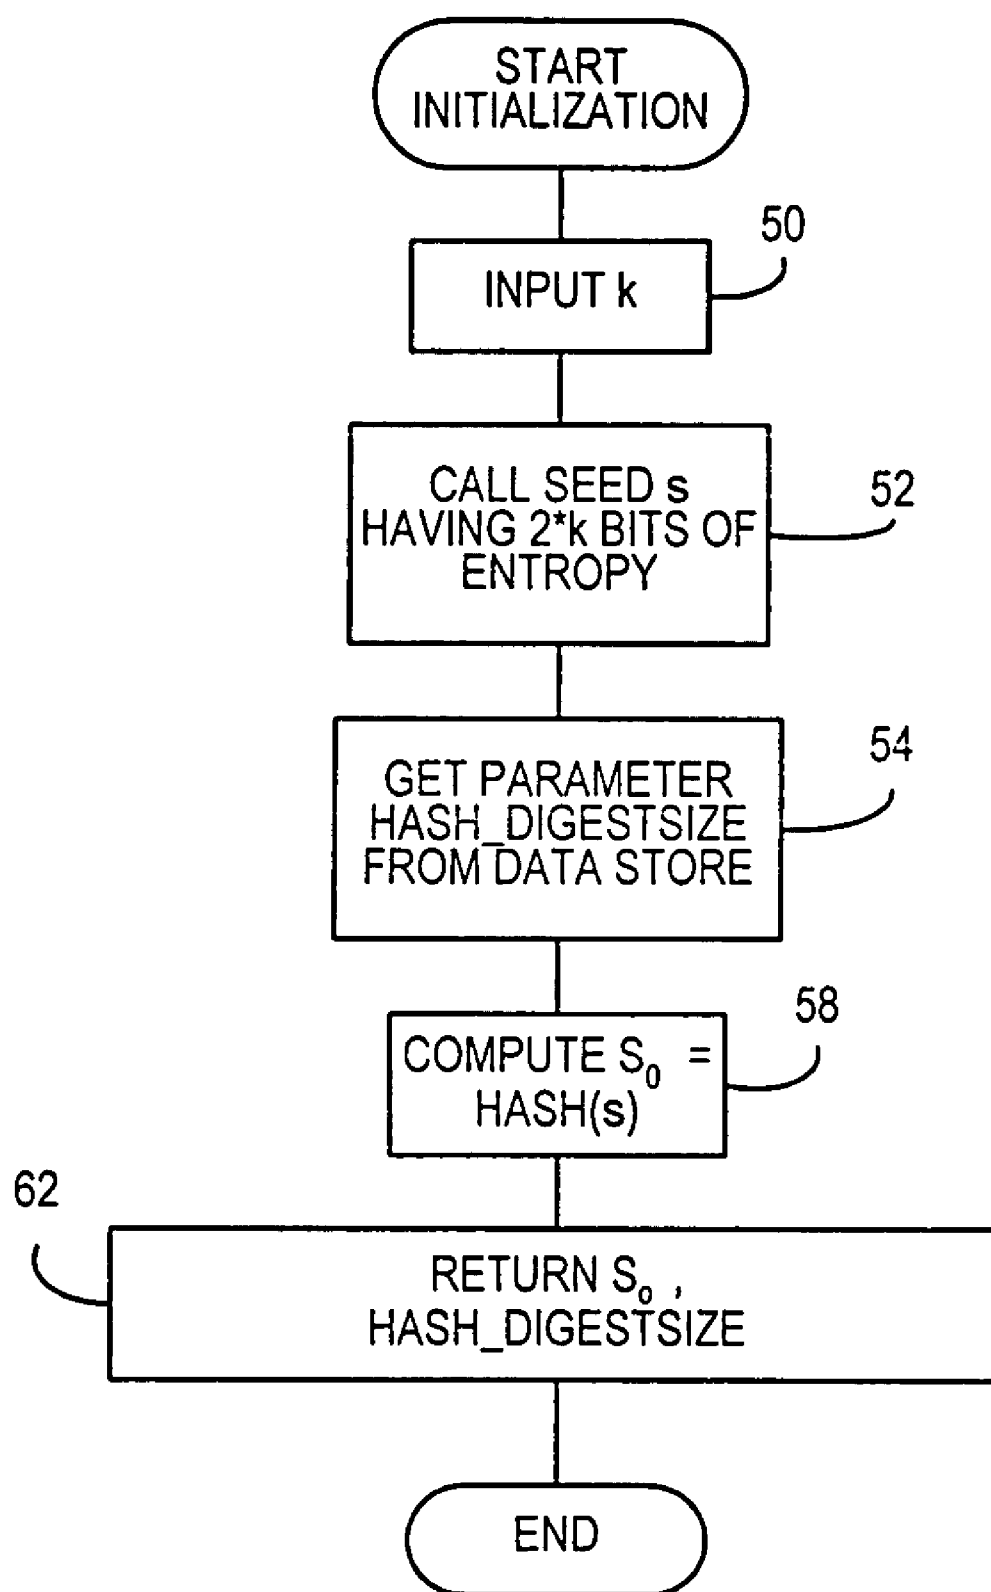 START
INITIALIZATION
50
INPUT k
52
CALL SEED s
HAVING 2*k BITS OF
ENTROPY
54
GET PARAMETER
HASH_DIGESTSIZE
FROM DATA STORE
58
COMPUTE S₀ =
HASH(s)
62
RETURN Sₒ ,
HASH_DIGESTSIZE
END